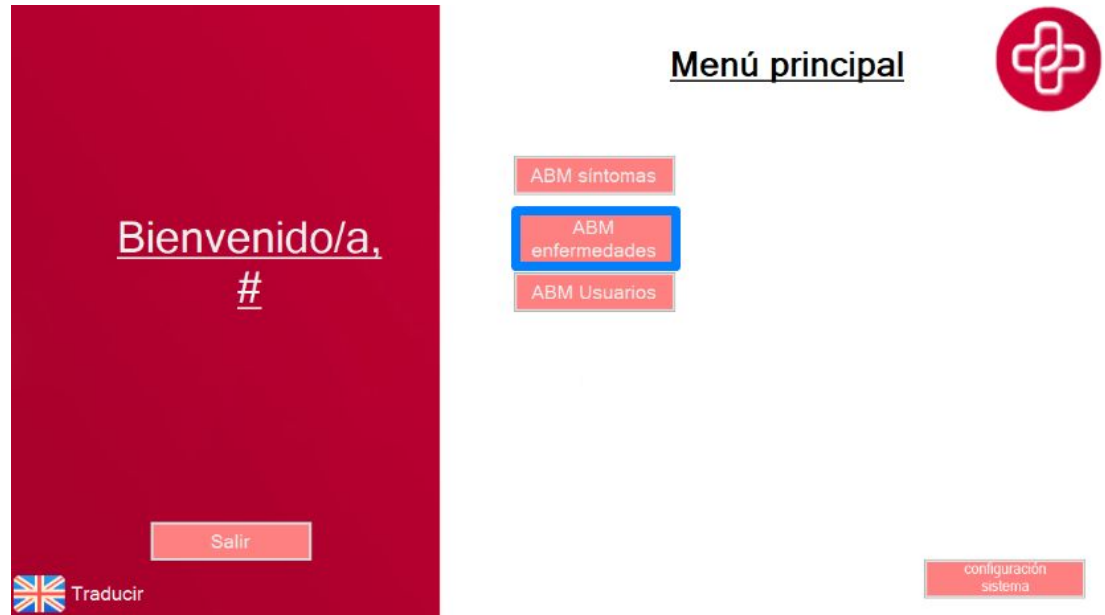 Menú principal
ABM síntomas
ABM
enfermedades
ABM Usuarios
Bienvenido/a,
#
Salir
Traducir
configuración
sistema